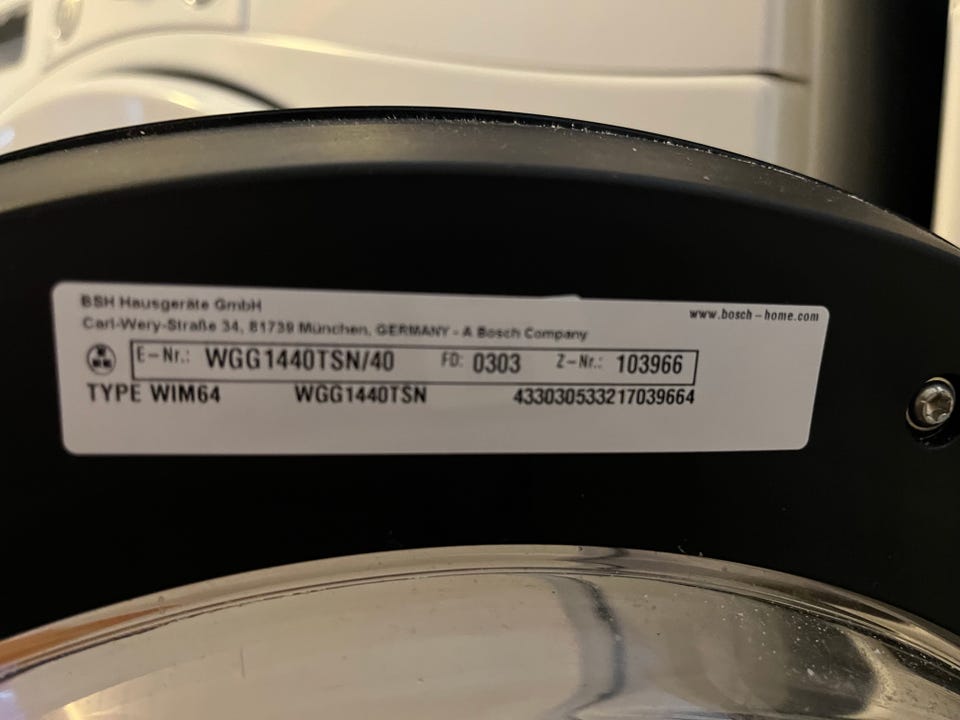 BSH Hausgeräte GmbH
www.bosch-home.com
Carl-Wery-Straße 34, 81739 München, GERMANY - A Bosch Company
E-Nr.: WGG1440TSN/40 FD: 0303 Z-Nr.: 103966
TYPE WIM64 WGG1440TSN 433030533217039664